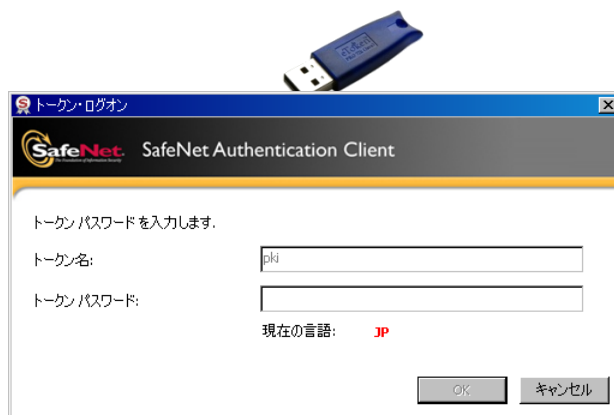 トークン・ログオン
SafeNet. SafeNet Authentication Client
トークン パスワード を入力します.
トークン名: pki
トークン パスワード:
現在の言語: JP
OK キャンセル